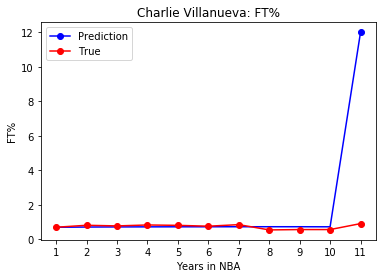 Charlie Villanueva: FT%
Prediction
True
12
10
8
6
4
2
0
FT%
1 2 3 4 5 6 7 8 9 10 11
Years in NBA